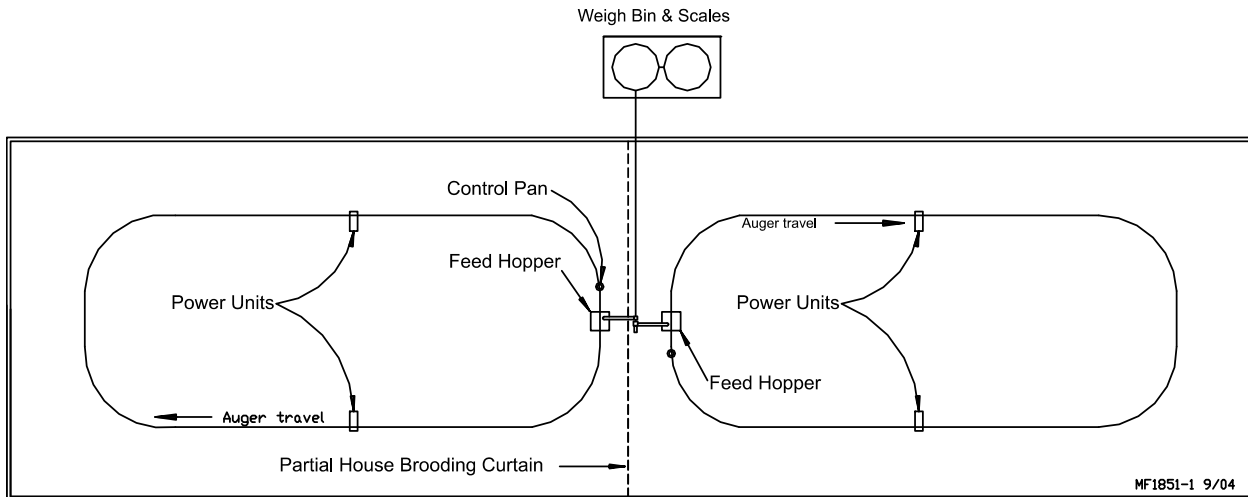 Weigh Bin & Scales
Control Pan
Auger travel
Feed Hopper
Power Units
Power Units
Feed Hopper
Auger travel
Partial House Brooding Curtain
MF1851-1 9/04